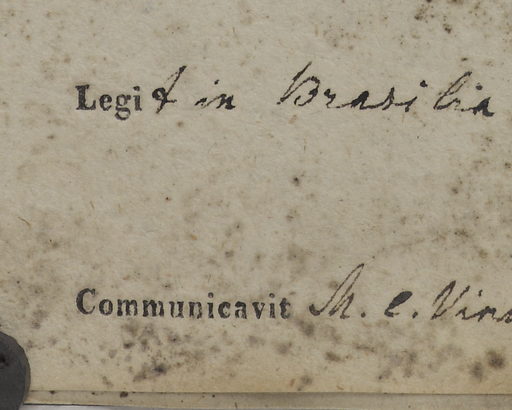 Legit in Brasilia
Communicavit M. C.